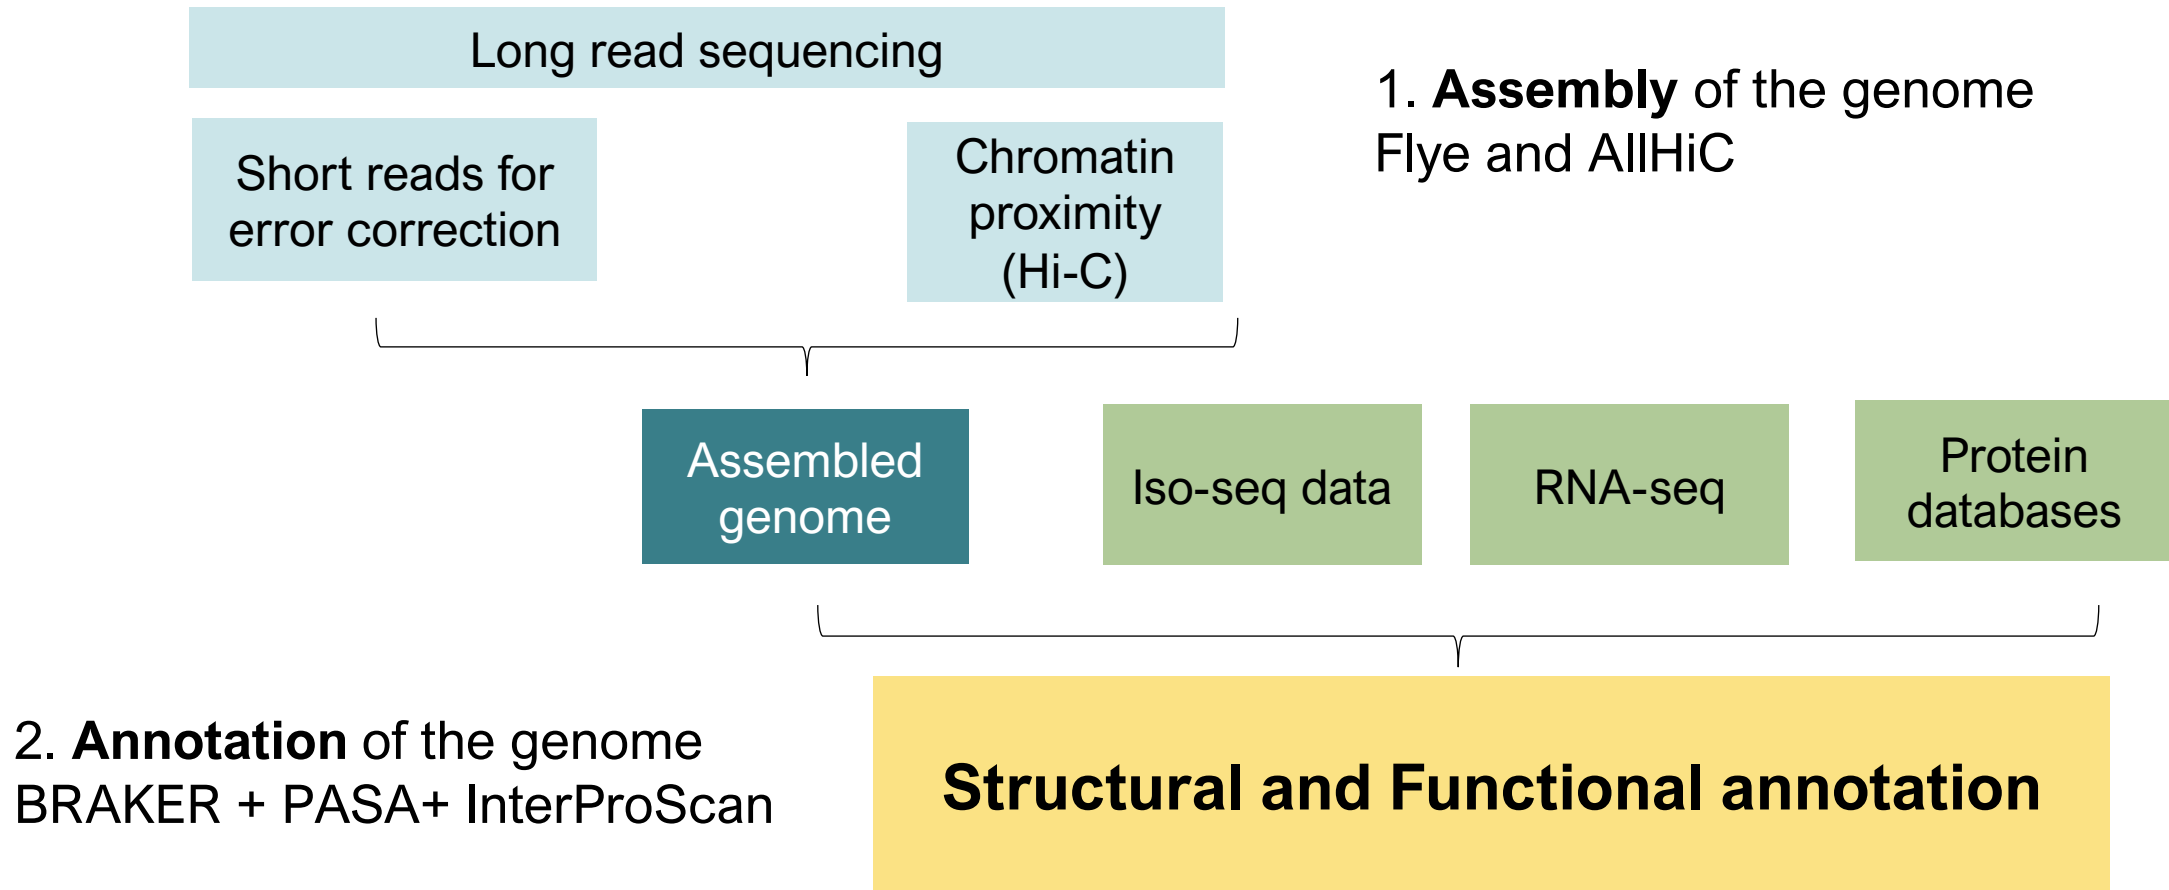 Long read sequencing
1. Assembly of the genome
Flye and AllHiC
Short reads for
error correction
Chromatin
proximity
(Hi-C)
Assembled
genome
Iso-seq data
RNA-seq
Protein
databases
2. Annotation of the genome
BRAKER + PASA+ InterProScan
Structural and Functional annotation